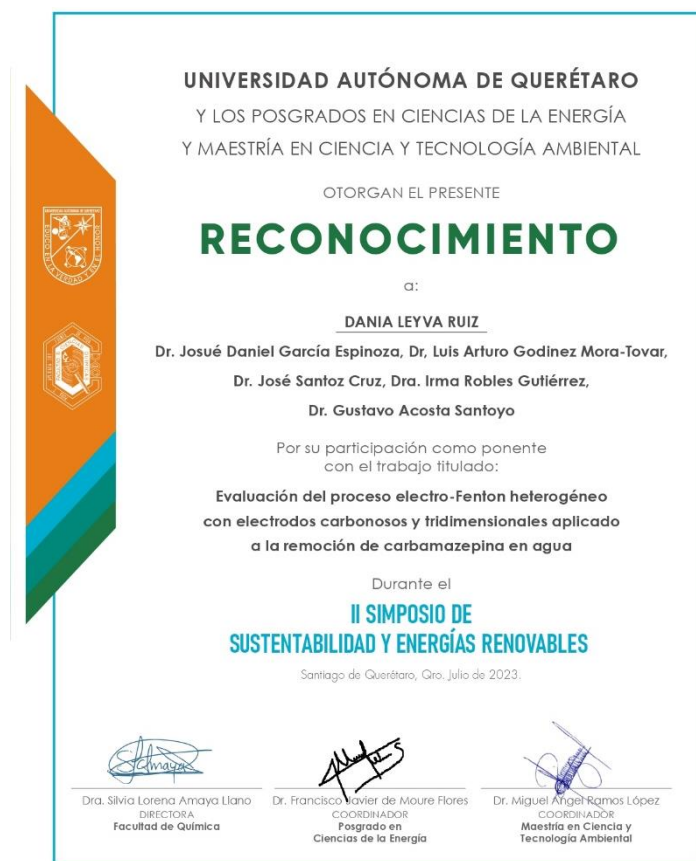 UNIVERSIDAD AUTÓNOMA DE QUERÉTARO
Y LOS POSGRADOS EN CIENCIAS DE LA ENERGÍA
Y MAESTRÍA EN CIENCIA Y TECNOLOGÍA AMBIENTAL
OTORGAN EL PRESENTE
RECONOCIMIENTO
a:
DANIA LEYVA RUIZ
Dr. Josué Daniel García Espinoza, Dr, Luis Arturo Godinez Mora-Tovar,
Dr. José Santoz Cruz, Dra. Irma Robles Gutiérrez,
Dr. Gustavo Acosta Santoyo
Por su participación como ponente
con el trabajo titulado:
Evaluación del proceso electro-Fenton heterogéneo
con electrodos carbonosos y tridimensionales aplicado
a la remoción de carbamazepina en agua
Durante el
II SIMPOSIO DE
SUSTENTABILIDAD Y ENERGÍAS RENOVABLES
Santiago de Querétaro, Qro. Julio de 2023.
Dra. Silvia Lorena Amaya Llano
DIRECTORA
Facultad de Química
Dr. Francisco Javier de Moure Flores
COORDINADOR
Posgrado en
Ciencias de la Energía
Dr. Miguel Angel Ramos López
COORDINADOR
Maestría en Ciencia y
Tecnología Ambiental